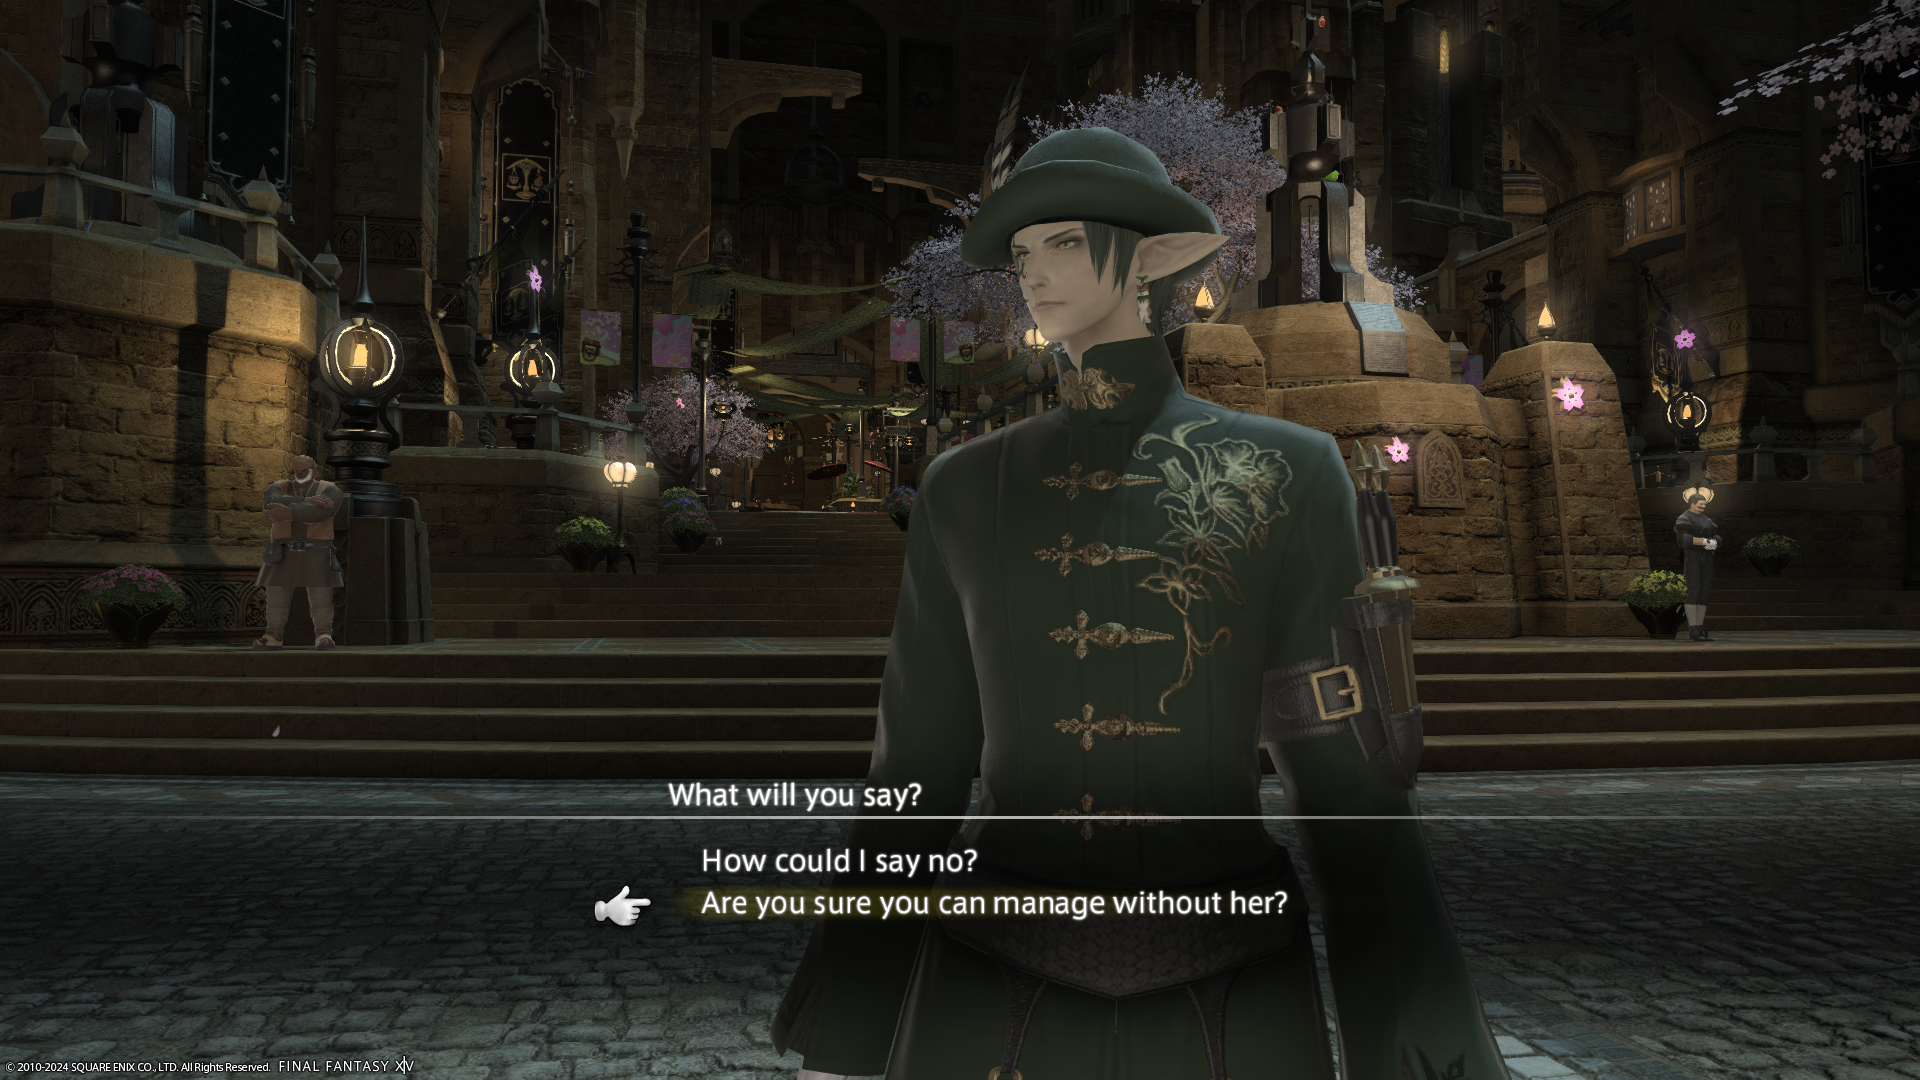 What will you say?
How could I say no?
Are you sure you can manage without her?
© 2010-2024 SQUARE ENIX CO., LTD. All Rights Reserved. FINAL FANTASY XIV